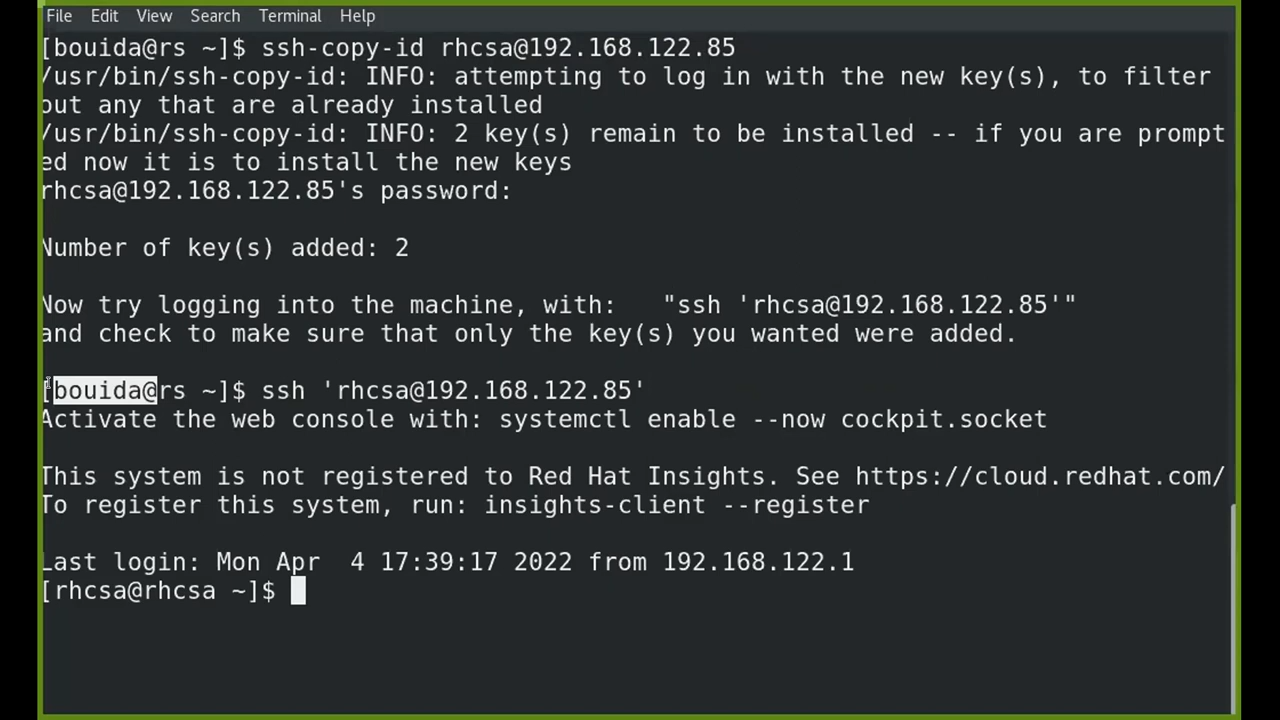 File Edit View Search Terminal Help
[bouida@rs ~]$ ssh-copy-id rhcsa@192.168.122.85
/usr/bin/ssh-copy-id: INFO: attempting to log in with the new key(s), to filter
out any that are already installed
/usr/bin/ssh-copy-id: INFO: 2 key(s) remain to be installed -- if you are prompt
ed now it is to install the new keys
rhcsa@192.168.122.85's password:
Number of key(s) added: 2
Now try logging into the machine, with:   "ssh 'rhcsa@192.168.122.85'"
and check to make sure that only the key(s) you wanted were added.
[bouida@rs ~]$ ssh 'rhcsa@192.168.122.85'
Activate the web console with: systemctl enable --now cockpit.socket
This system is not registered to Red Hat Insights. See https://cloud.redhat.com/
To register this system, run: insights-client --register
Last login: Mon Apr  4 17:39:17 2022 from 192.168.122.1
[rhcsa@rhcsa ~]$